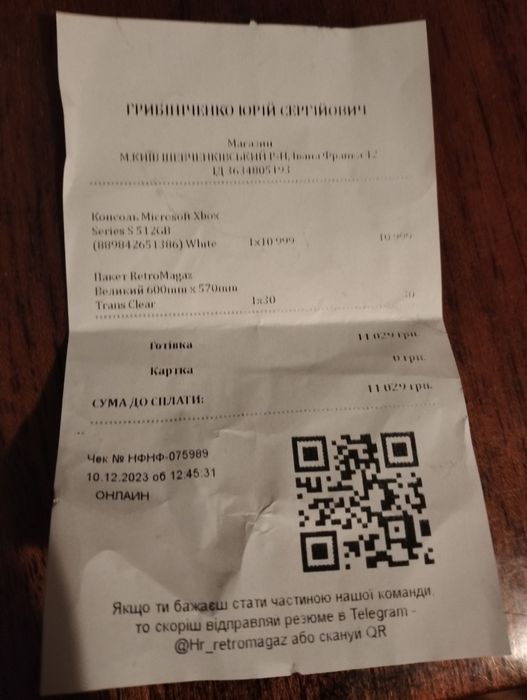 ГРИБІНІЧЕНКО ЮРІЙ СЕРГІЙОВИЧ
Магазин
М.КИЇВ ШЕВЧЕНКІВСЬКИЙ Р-Н, Івана Франка 42
ІД 3634805193
Консоль Microsoft Xbox
Series S 512GB
(889842651386) White 1x10 999 10 999
Пакет RetroMagaz
Великий 600mm x 570mm
Trans Clear 1x30 30
Готівка 11 029 грн.
Картка 0 грн.
СУМА ДО СПЛАТИ: 11 029 грн.
Чек № НФНФ-075989
10.12.2023 об 12:45:31
ОНЛАЙН
Якщо ти бажаєш стати частиною нашої команди,
то скоріш відправляй резюме в Telegram -
@Hr_retromagaz або скануй QR